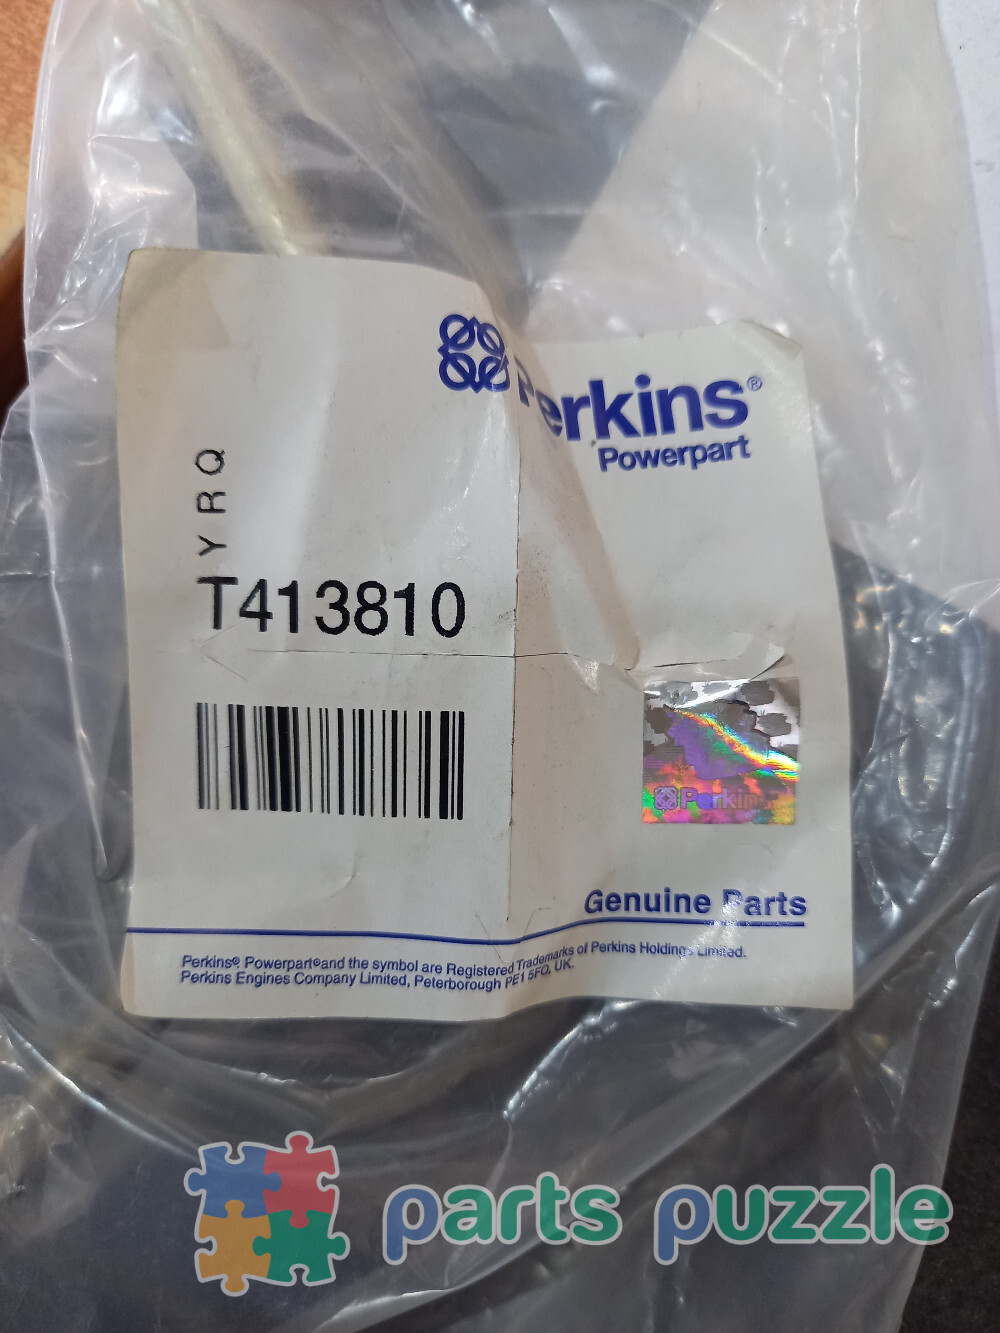 Perkins®
Powerpart
YRQ
T413810
Perkins
Genuine Parts
Perkins® Powerpart® and the symbol are Registered Trademarks of Perkins Holdings Limited.
Perkins Engines Company Limited, Peterborough PE1 5FQ, UK.
parts puzzle